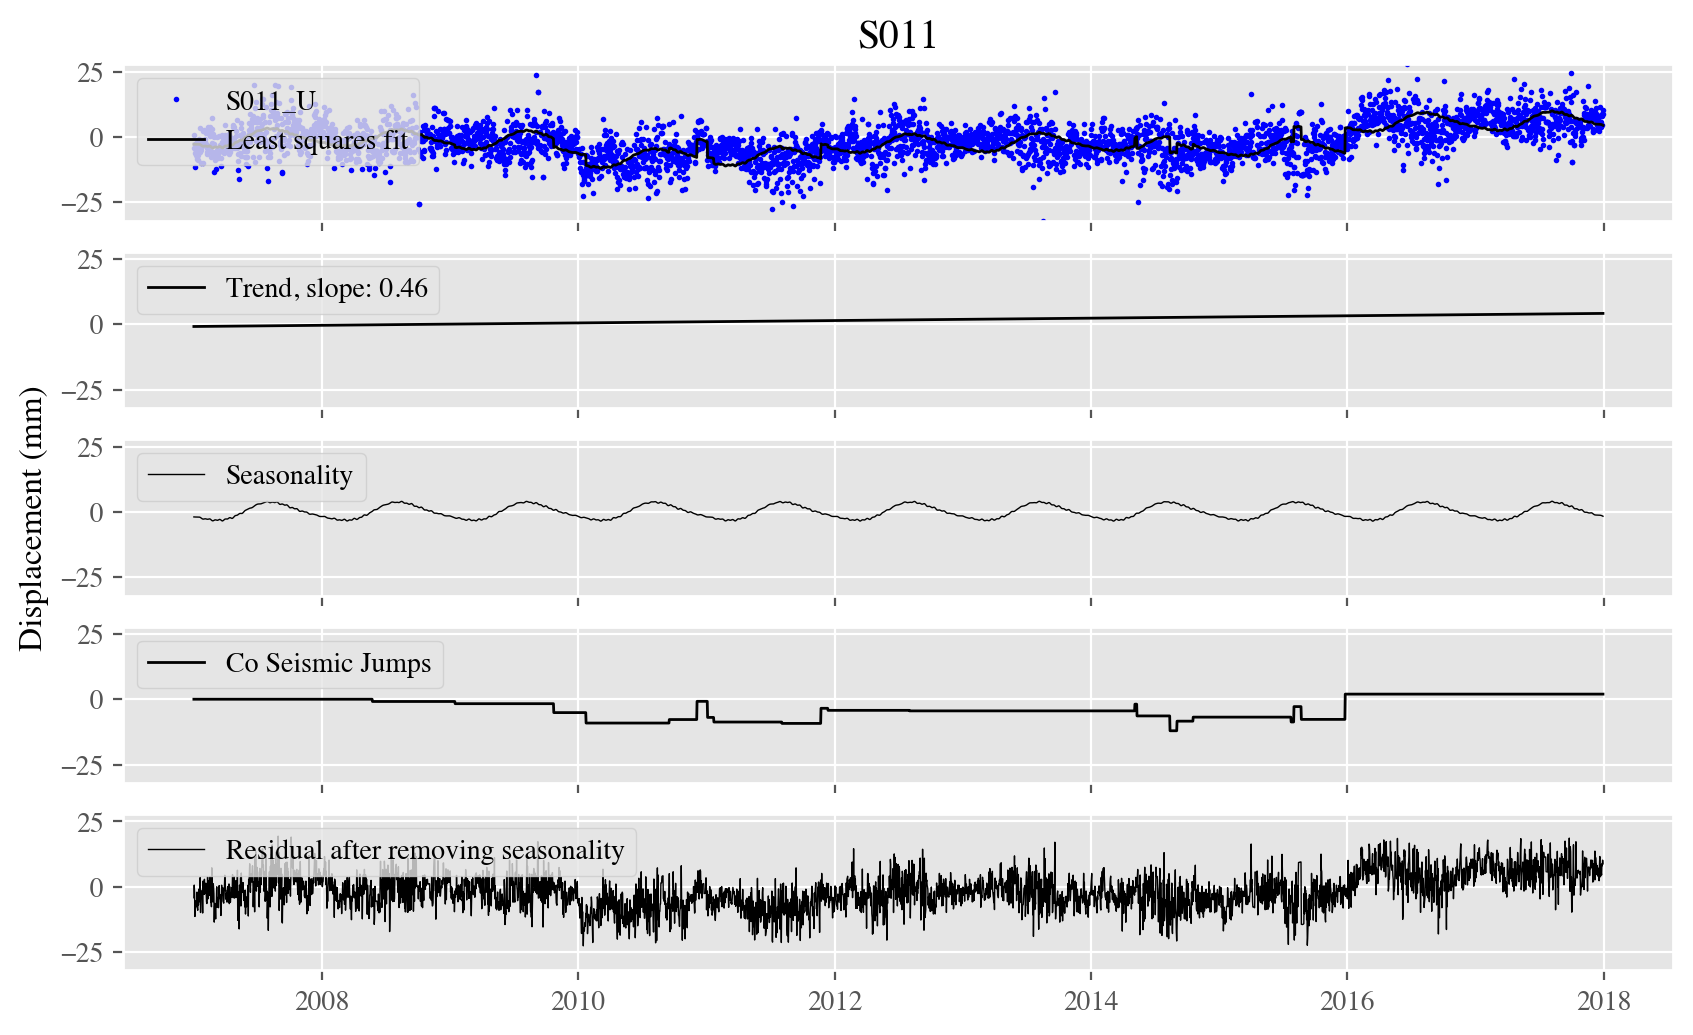 S011
25
0
−25
S011_U
Least squares fit
25
0
−25
Trend, slope: 0.46
Displacement (mm)
25
0
−25
Seasonality
25
0
−25
Co Seismic Jumps
25
0
−25
Residual after removing seasonality
2008 2010 2012 2014 2016 2018